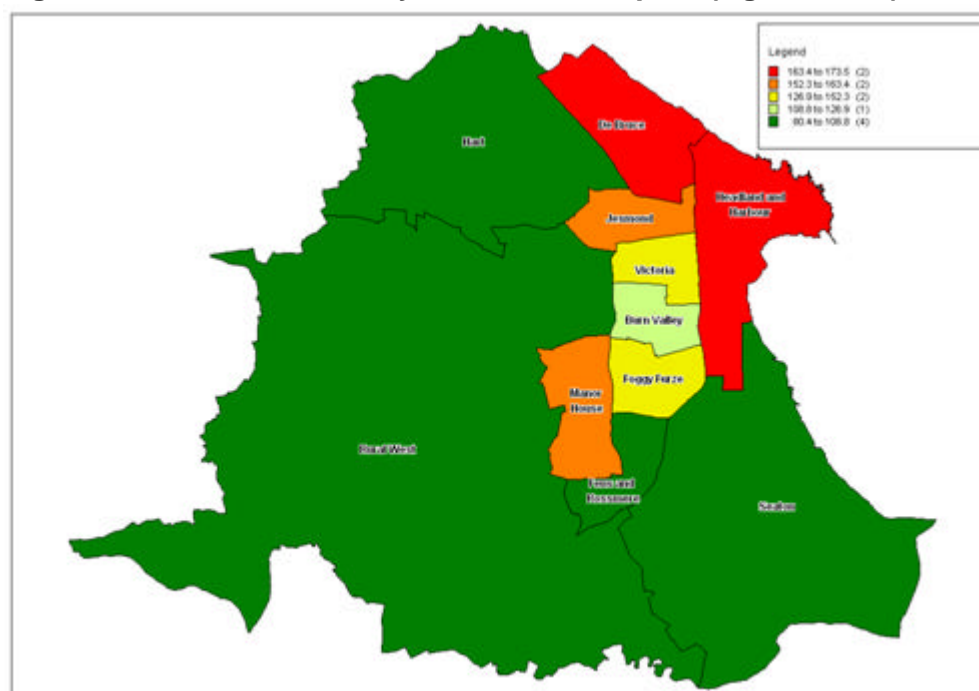 Legend
163.4 to 173.5 (2)
152.3 to 163.4 (2)
126.9 to 152.3 (2)
108.8 to 126.9 (1)
80.4 to 108.8 (4)
De Bruce
Hart
Headland and
Harbour
Jesmond
Victoria
Burn Valley
Foggy Furze
Manor
House
Rural West
Fens and
Rossmere
Seaton